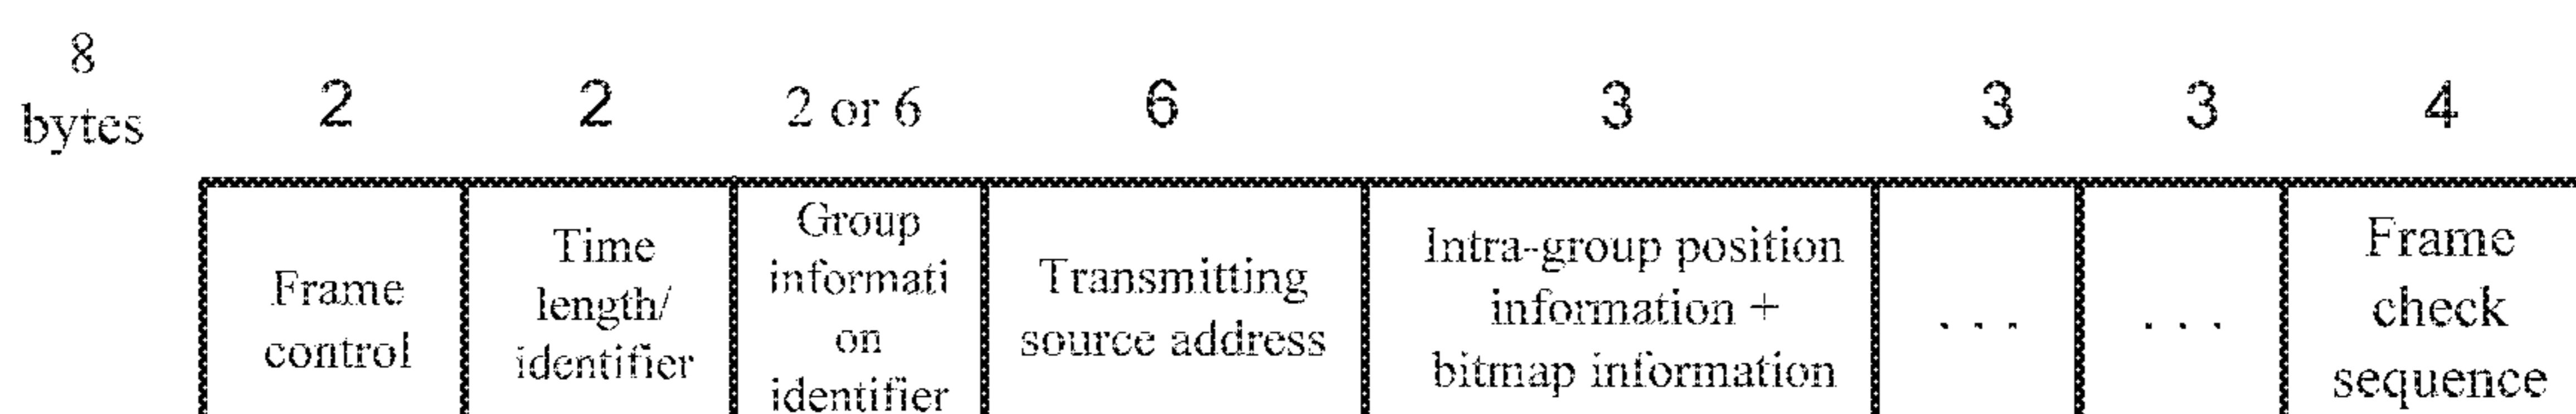 8
bytes
2
2
2 or 6
6
3
3
3
4
Frame
control
Time
length/
identifier
Group
informati
on
identifier
Transmitting
source address
Intra-group position
information +
bitmap information
. . .
. . .
Frame
check
sequence